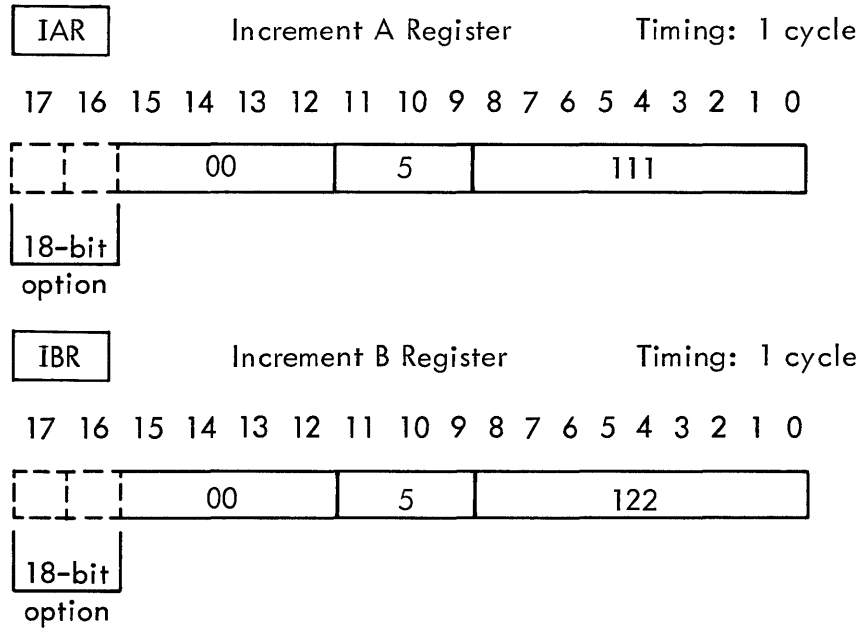 IAR Increment A Register Timing: 1 cycle
17 16 15 14 13 12 11 10 9 8 7 6 5 4 3 2 1 0
00 5 111
18-bit
option
IBR Increment B Register Timing: 1 cycle
17 16 15 14 13 12 11 10 9 8 7 6 5 4 3 2 1 0
00 5 122
18-bit
option